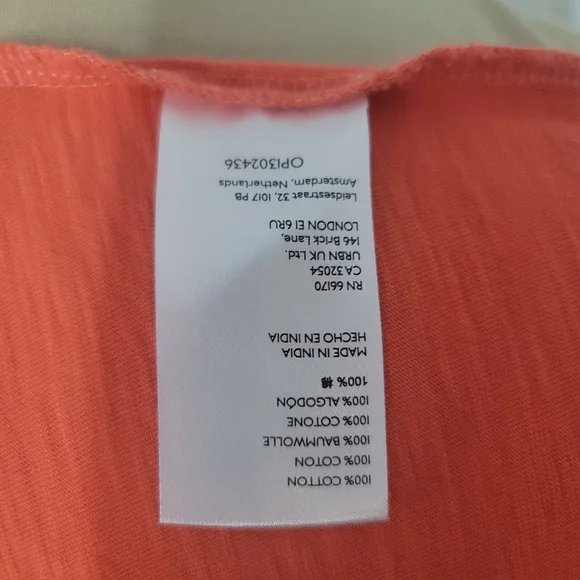 100% COTTON
100% COTON
100% BAUMWOLLE
100% COTONE
100% ALGODÓN
100% 棉
MADE IN INDIA
HECHO EN INDIA
RN 66170
CA 32054
URBN UK Ltd.
146 Brick Lane,
LONDON E1 6RU
Leidsestraat 32, 1017 PB
Amsterdam, Netherlands
OP1302436